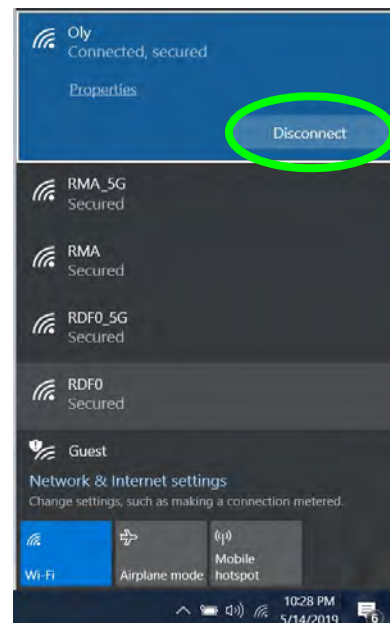 Oly
Connected, secured
Properties
Disconnect
RMA_5G
Secured
RMA
Secured
RDF0_5G
Secured
RDF0
Secured
Guest
Network & Internet settings
Change settings, such as making a connection metered.
Wi-Fi
Airplane mode
Mobile
hotspot
10:28 PM
5/14/2019
6